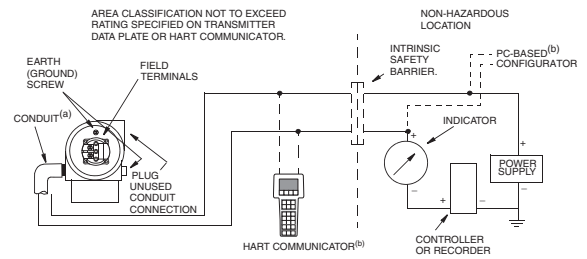 AREA CLASSIFICATION NOT TO EXCEED
RATING SPECIFIED ON TRANSMITTER
DATA PLATE OR HART COMMUNICATOR.
NON-HAZARDOUS
LOCATION
EARTH
(GROUND)
SCREW
FIELD
TERMINALS
INTRINSIC
SAFETY
BARRIER.
PC-BASED(b)
CONFIGURATOR
CONDUIT(a)
INDICATOR
PLUG
UNUSED
CONDUIT
CONNECTION
+
+
POWER
SUPPLY
–
–
+
–
HART COMMUNICATOR(b)
CONTROLLER
OR RECORDER